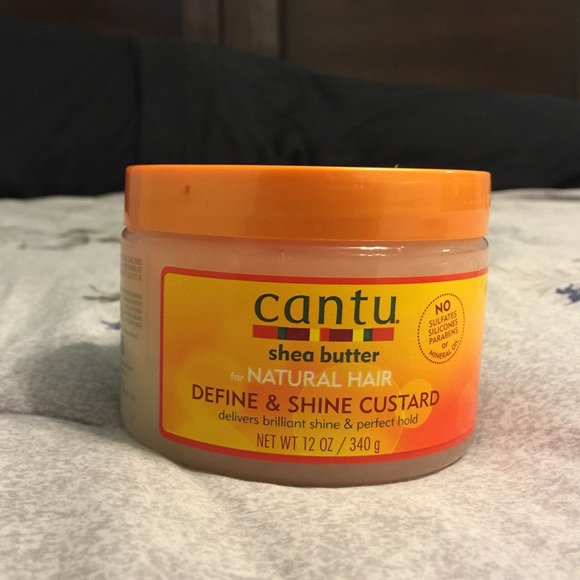 cantu
shea butter
for NATURAL HAIR
DEFINE & SHINE CUSTARD
delivers brilliant shine & perfect hold
NET WT 12 OZ / 340 g
NO
SULFATES
SILICONES
PARABENS
or
MINERAL OIL